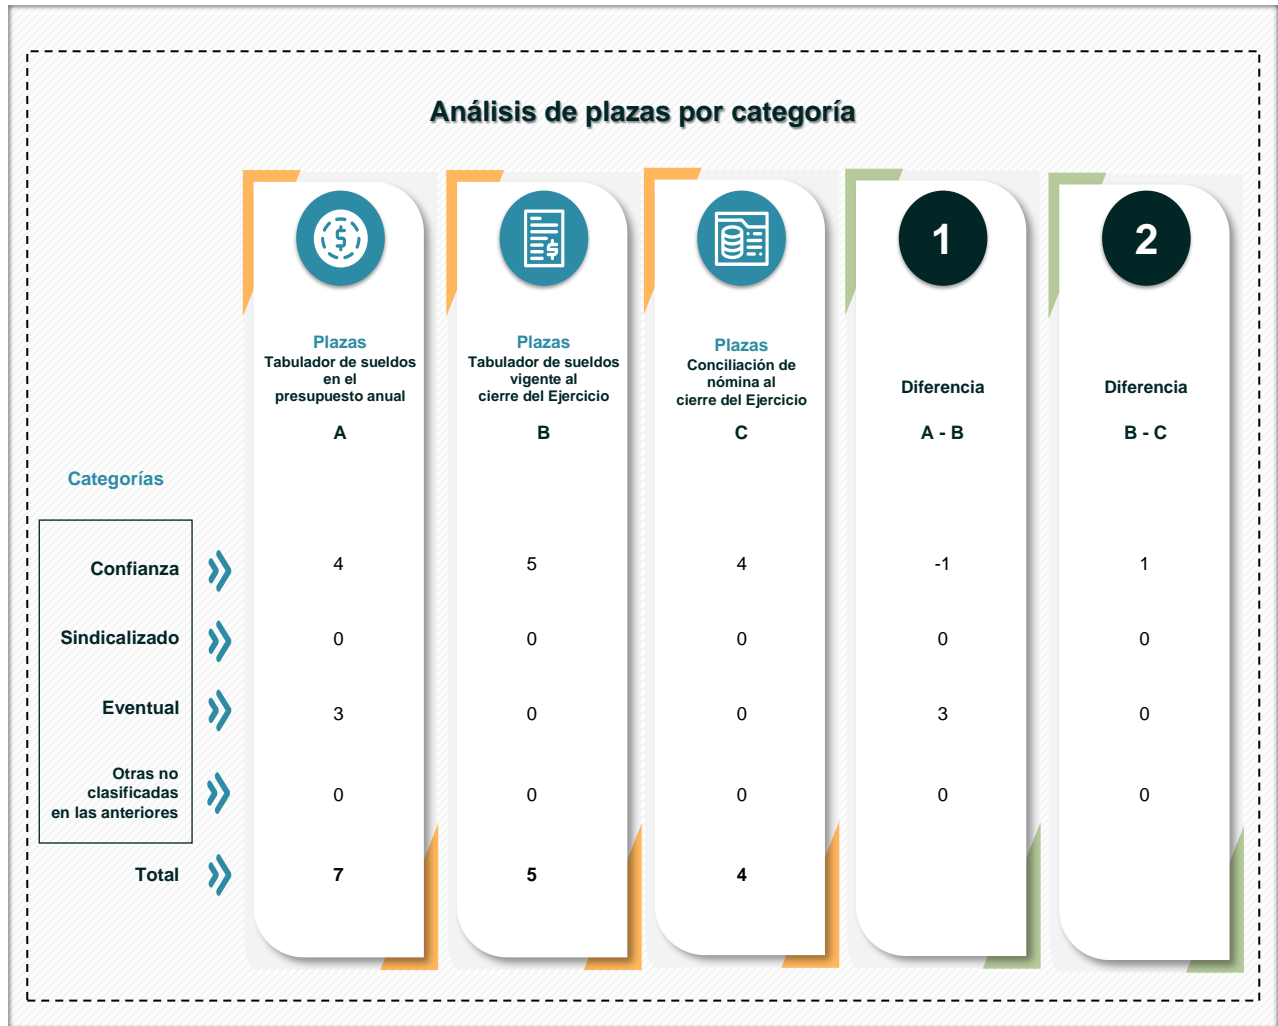 Análisis de plazas por categoría
1
2
Plazas
Tabulador de sueldos
en el
presupuesto anual
A
Plazas
Tabulador de sueldos
vigente al
cierre del Ejercicio
B
Plazas
Conciliación de
nómina al
cierre del Ejercicio
C
Diferencia
A - B
Diferencia
B - C
Categorías
Confianza 4 5 4 -1 1
Sindicalizado 0 0 0 0 0
Eventual 3 0 0 3 0
Otras no
clasificadas
en las anteriores 0 0 0 0 0
Total 7 5 4